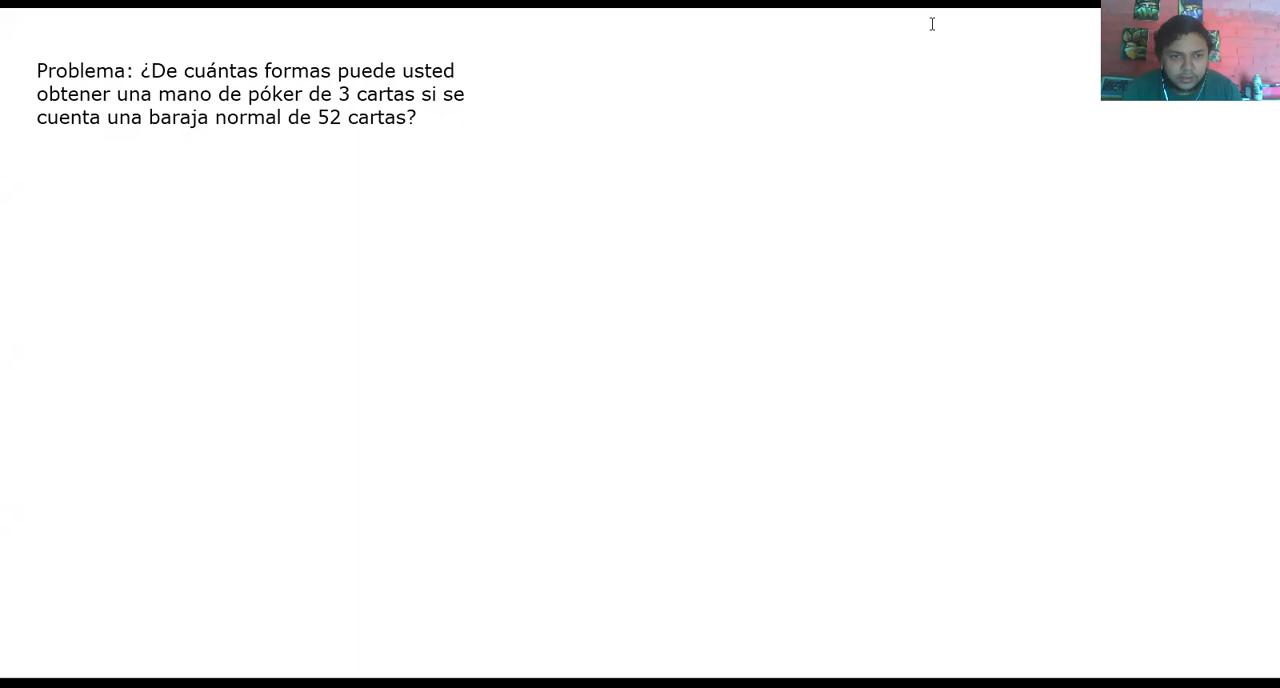 Problema: ¿De cuántas formas puede usted
obtener una mano de póker de 3 cartas si se
cuenta una baraja normal de 52 cartas?